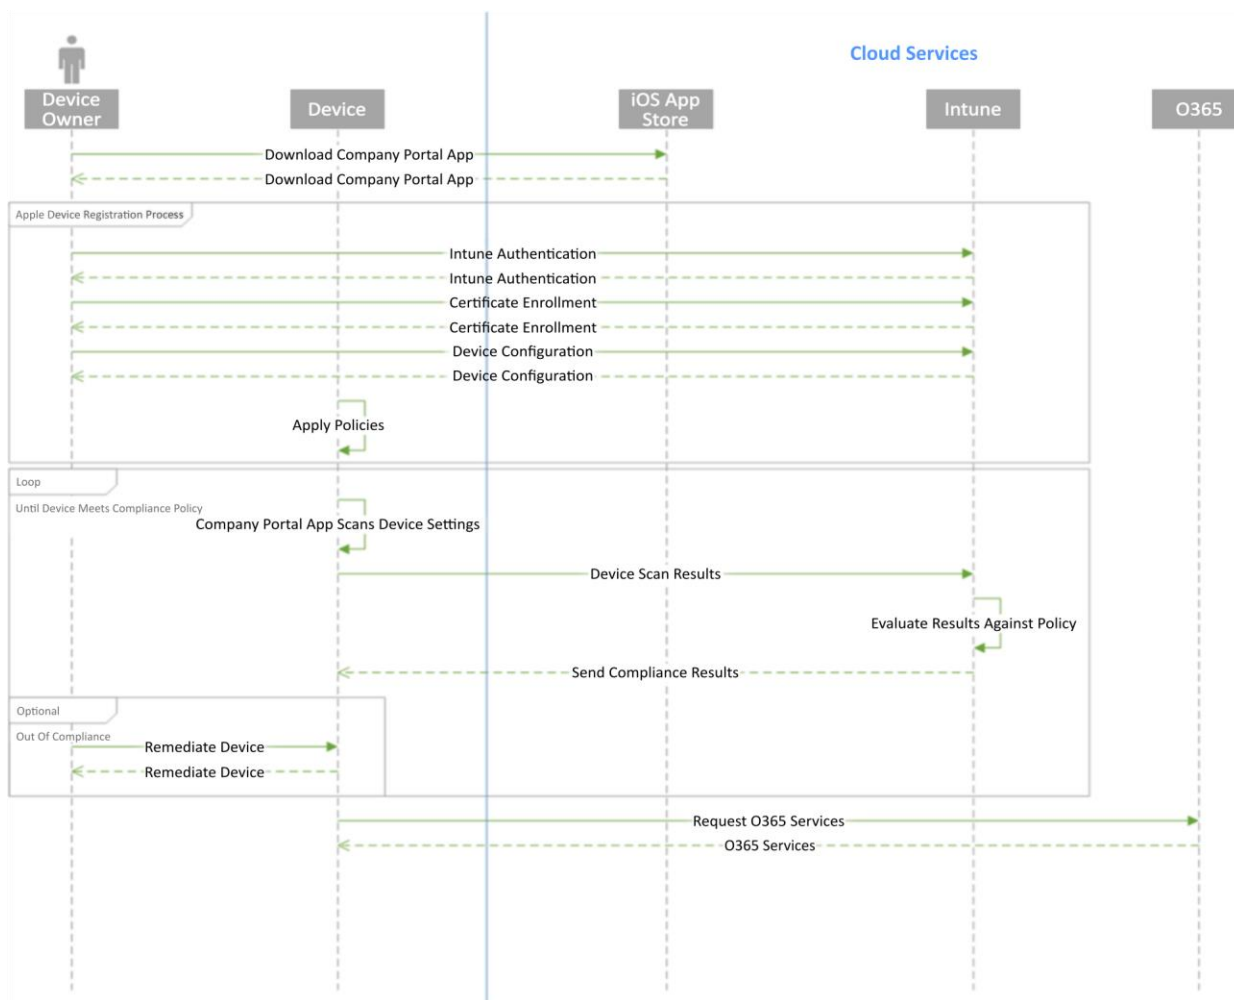 Cloud Services
Device
Owner
Device
iOS App
Store
Intune
O365
Download Company Portal App
Download Company Portal App
Apple Device Registration Process
Intune Authentication
Intune Authentication
Certificate Enrollment
Certificate Enrollment
Device Configuration
Device Configuration
Apply Policies
Loop
Until Device Meets Compliance Policy
Company Portal App Scans Device Settings
Device Scan Results
Evaluate Results Against Policy
Send Compliance Results
Optional
Out Of Compliance
Remediate Device
Remediate Device
Request O365 Services
O365 Services